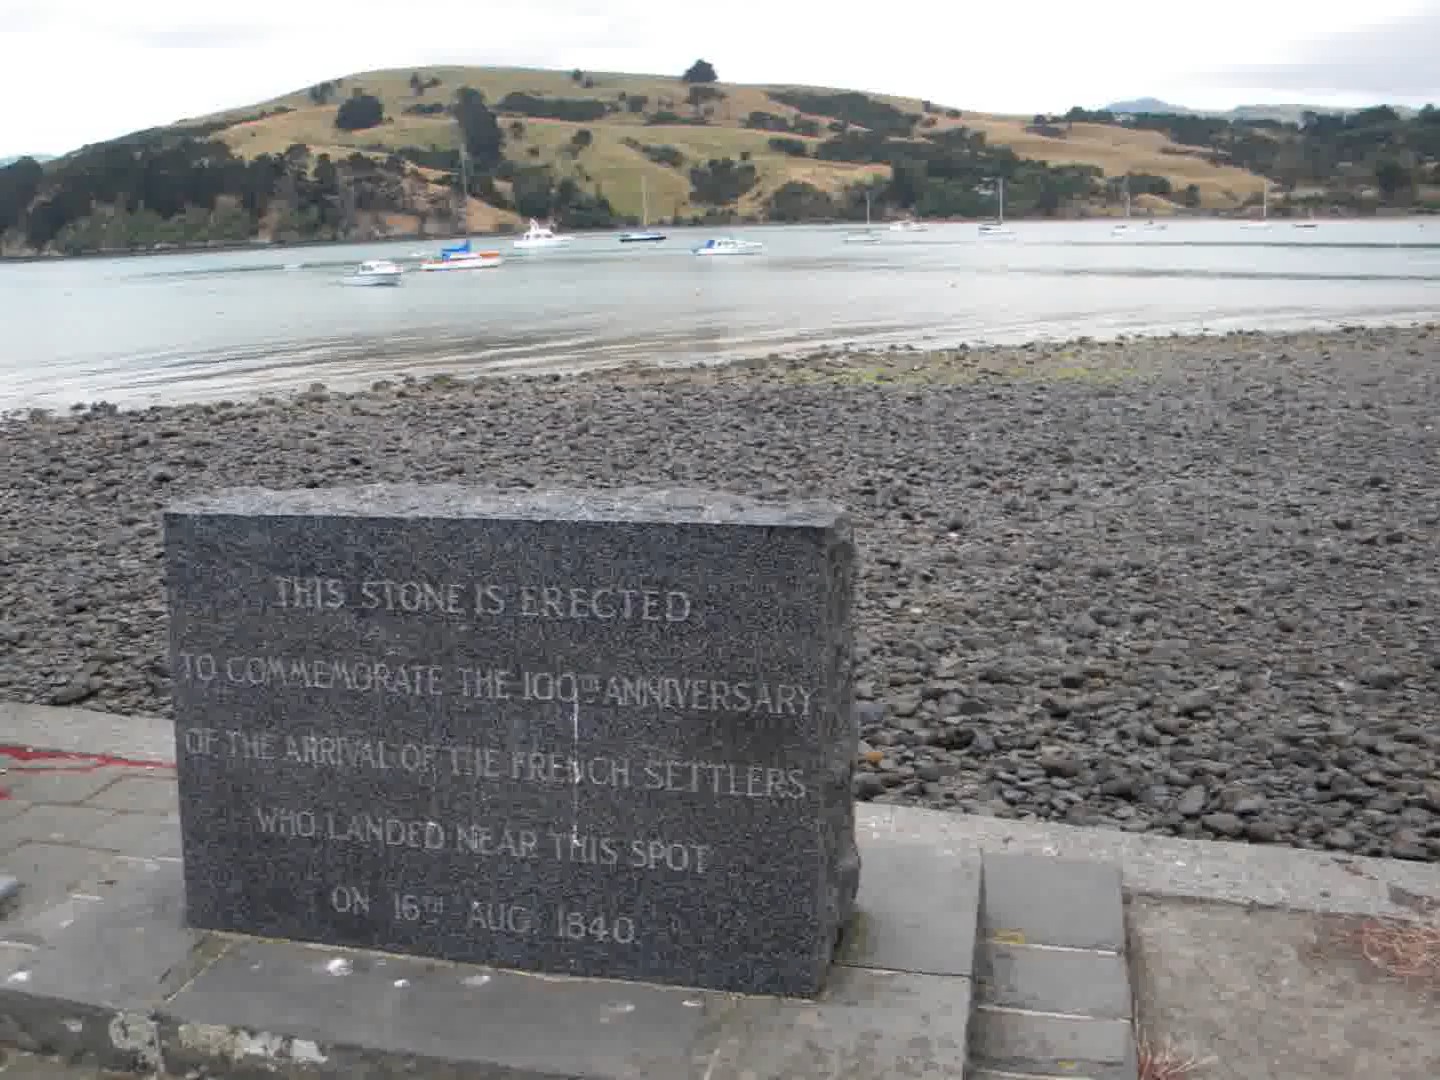 THIS STONE IS ERECTED
TO COMMEMORATE THE 100TH ANNIVERSARY
OF THE ARRIVAL OF THE FRENCH SETTLERS
WHO LANDED NEAR THIS SPOT
ON 16TH AUG. 1840.